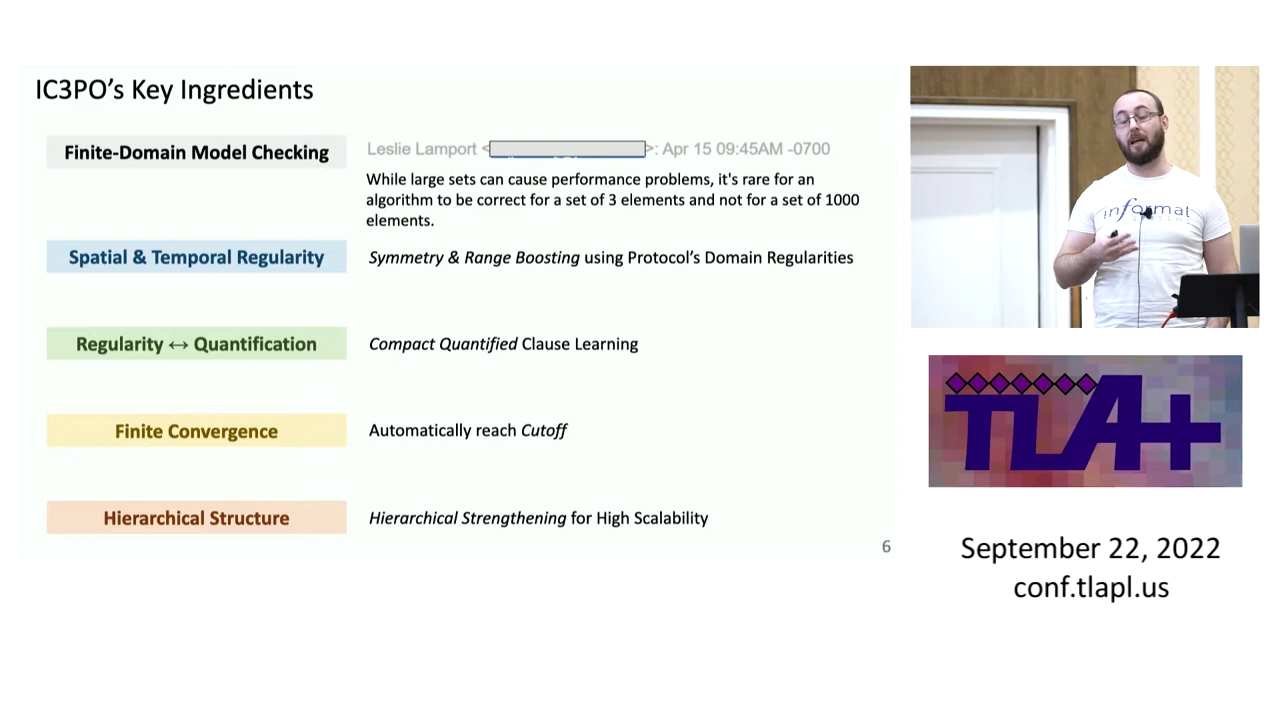 IC3PO's Key Ingredients
Finite-Domain Model Checking
Leslie Lamport < >: Apr 15 09:45AM -0700
While large sets can cause performance problems, it's rare for an
algorithm to be correct for a set of 3 elements and not for a set of 1000
elements.
Spatial & Temporal Regularity
Symmetry & Range Boosting using Protocol's Domain Regularities
Regularity ↔ Quantification
Compact Quantified Clause Learning
Finite Convergence
Automatically reach Cutoff
Hierarchical Structure
Hierarchical Strengthening for High Scalability
6
informal
TLA+
September 22, 2022
conf.tlapl.us